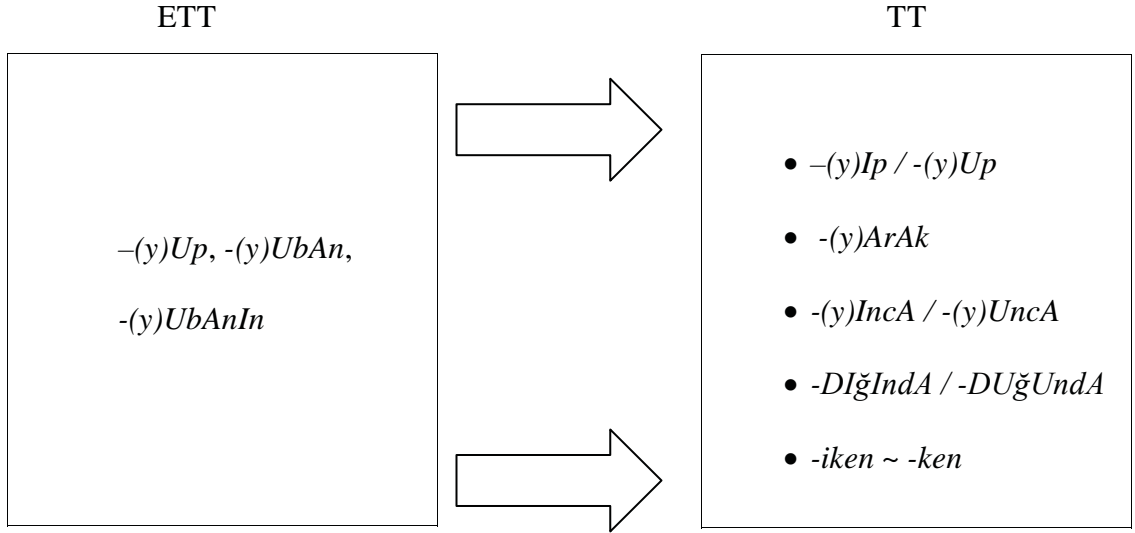 ETT
TT
–(y)Up, -(y)UbAn,
-(y)UbAnIn
• –(y)Ip / -(y)Up
• -(y)ArAk
• -(y)IncA / -(y)UncA
• -DIğIndA / -DUğUndA
• -iken ~ -ken